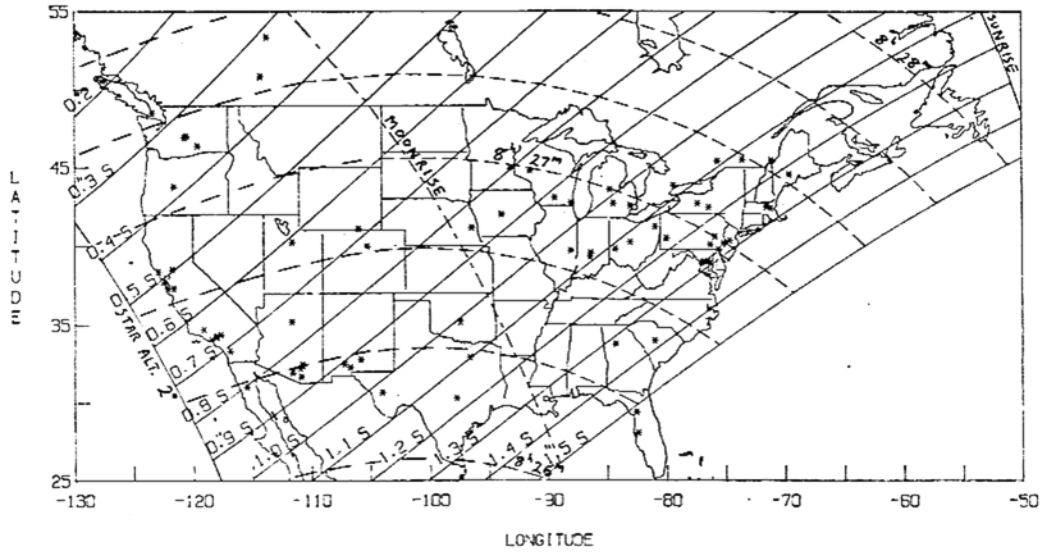 55
45
35
25
LATITUDE
-130
-120
-110
-100
-90
-80
-70
-60
-50
LONGITUDE
0.2
0.3 S
0.4 S
0.5 S
0.6 S
0.7 S
0.8 S
0.9 S
1.0 S
1.1 S
1.2 S
1.3 S
1.4 S
STAR ALT. 2°
MOONRISE
8h 27m
8h 28m
8h 26m
SUNRISE